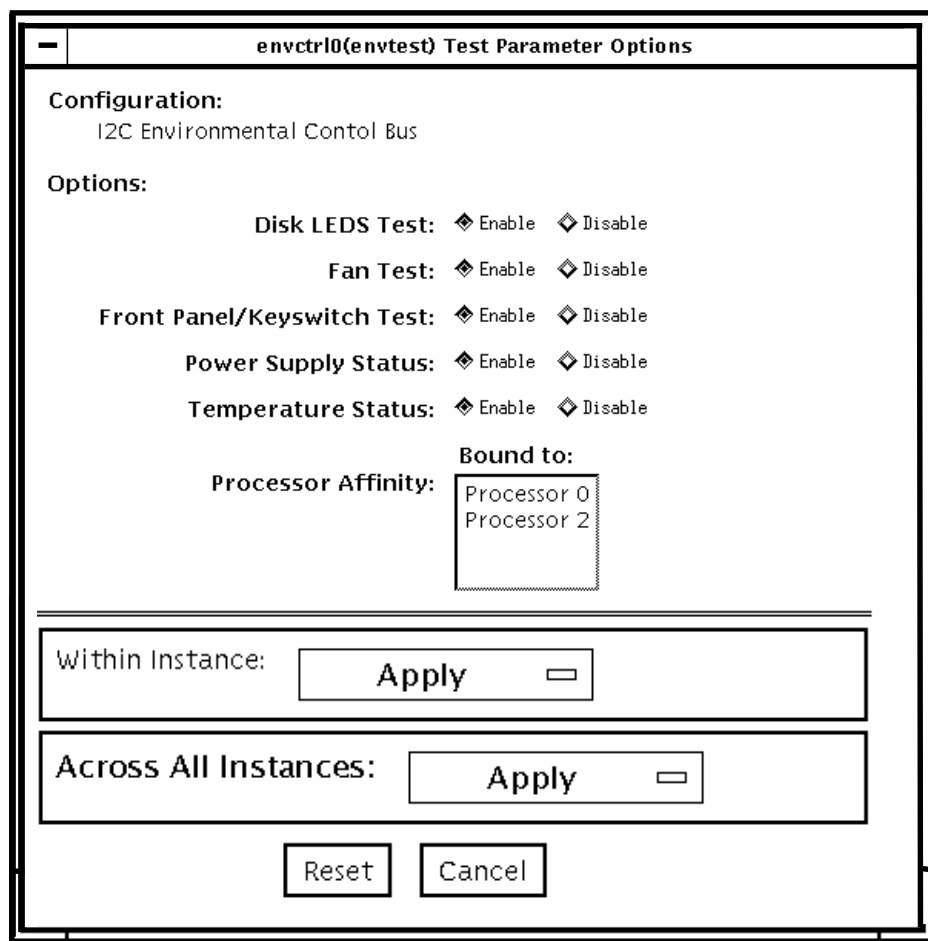 envctrl0(envtest) Test Parameter Options
Configuration:
I2C Environmental Contol Bus
Options:
Disk LEDS Test: Enable Disable
Fan Test: Enable Disable
Front Panel/Keyswitch Test: Enable Disable
Power Supply Status: Enable Disable
Temperature Status: Enable Disable
Bound to:
Processor Affinity:
Processor 0
Processor 2
Within Instance: Apply
Across All Instances: Apply
Reset Cancel